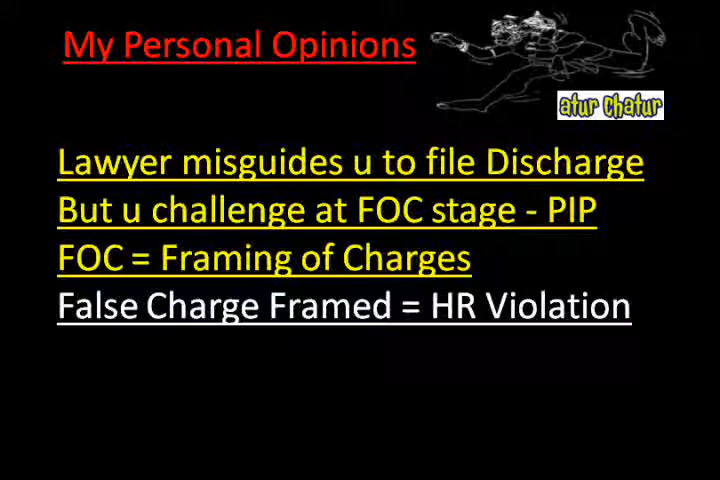 My Personal Opinions
atur chatur
Lawyer misguides u to file Discharge
But u challenge at FOC stage - PIP
FOC = Framing of Charges
False Charge Framed = HR Violation